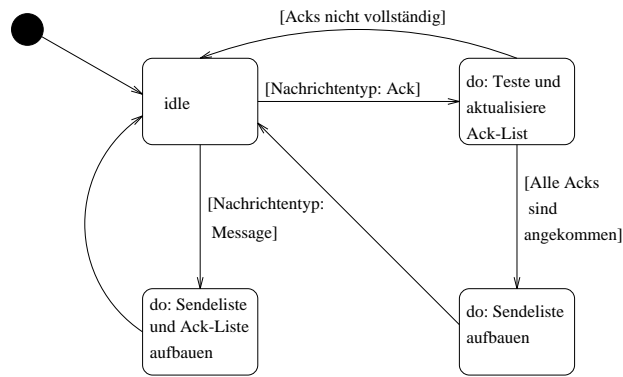 [Acks nicht vollständig]
idle
[Nachrichtentyp: Ack]
do: Teste und
aktualisiere
Ack-List
[Nachrichtentyp:
Message]
[Alle Acks
sind
angekommen]
do: Sendeliste
und Ack-Liste
aufbauen
do: Sendeliste
aufbauen